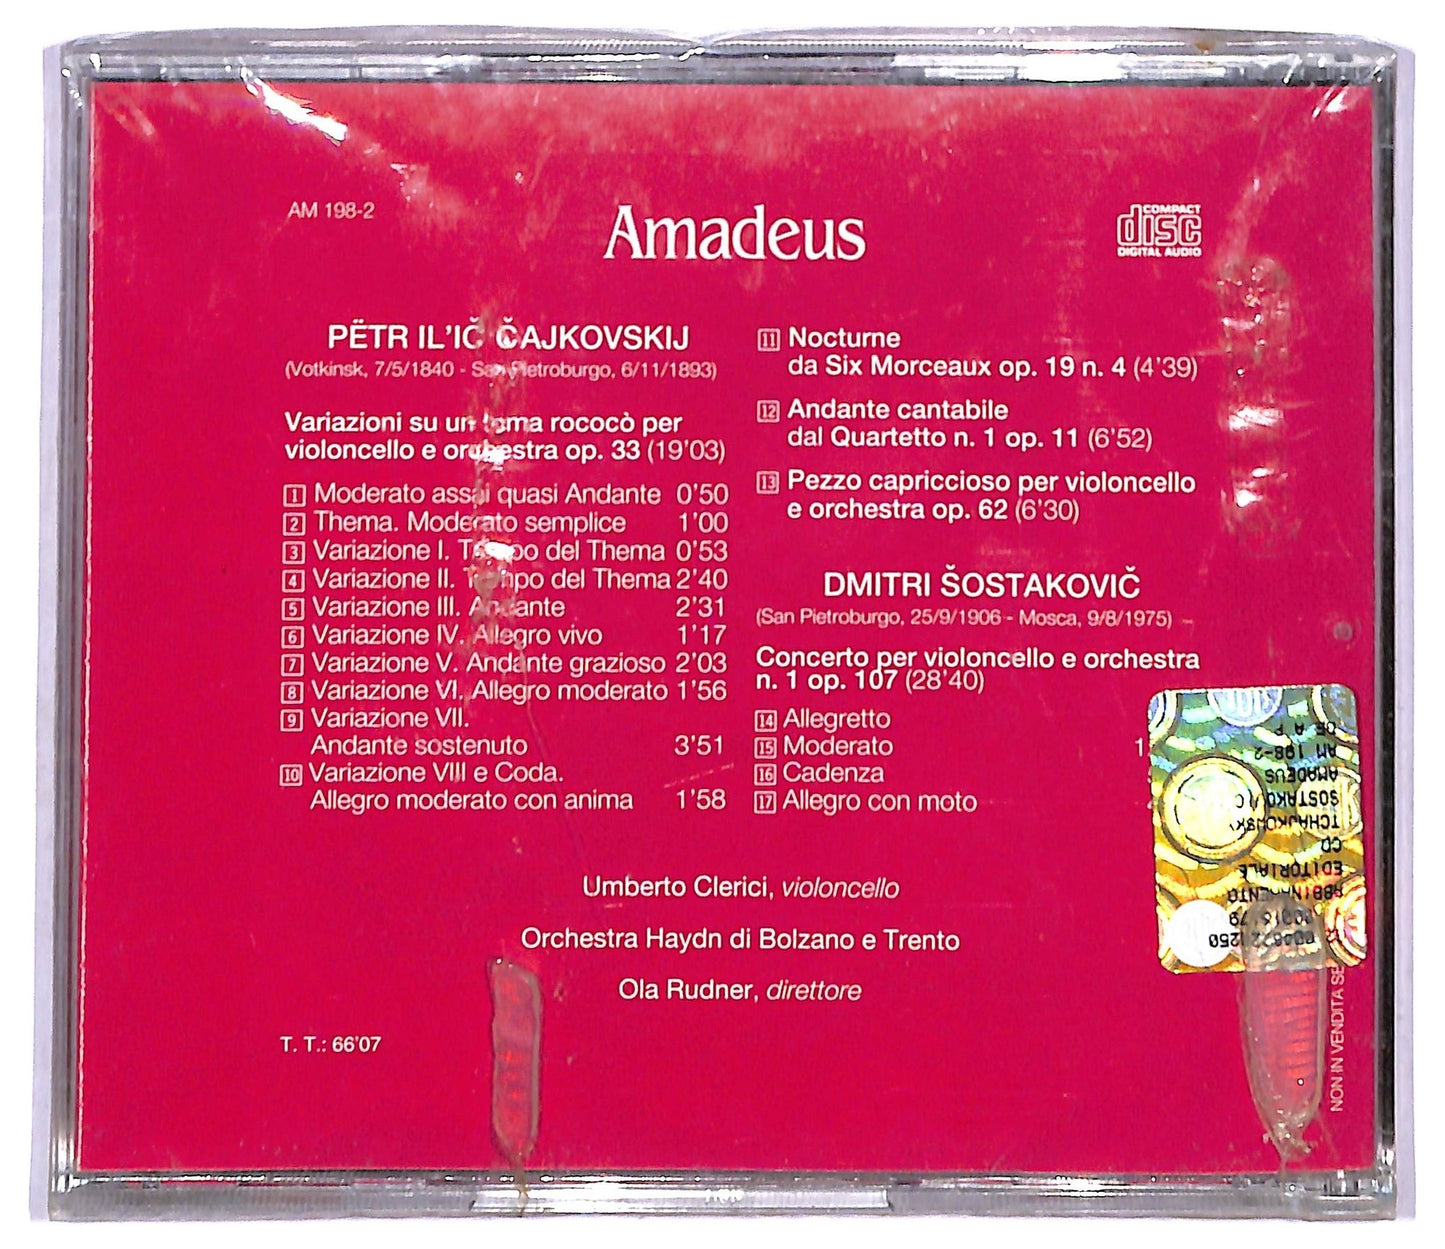 AM 198-2
Amadeus
COMPACT
disc
DIGITAL AUDIO
PËTR IL'IČ ČAJKOVSKIJ
(Votkinsk, 7/5/1840 - San Pietroburgo, 6/11/1893)
Variazioni su un tema rococò per
violoncello e orchestra op. 33 (19'03)
1 Moderato assai quasi Andante 0'50
2 Thema. Moderato semplice 1'00
3 Variazione I. Tempo del Thema 0'53
4 Variazione II. Tempo del Thema 2'40
5 Variazione III. Andante 2'31
6 Variazione IV. Allegro vivo 1'17
7 Variazione V. Andante grazioso 2'03
8 Variazione VI. Allegro moderato 1'56
9 Variazione VII.
Andante sostenuto 3'51
10 Variazione VIII e Coda.
Allegro moderato con anima 1'58
11 Nocturne
da Six Morceaux op. 19 n. 4 (4'39)
12 Andante cantabile
dal Quartetto n. 1 op. 11 (6'52)
13 Pezzo capriccioso per violoncello
e orchestra op. 62 (6'30)
DMITRI ŠOSTAKOVIČ
(San Pietroburgo, 25/9/1906 - Mosca, 9/8/1975)
Concerto per violoncello e orchestra
n. 1 op. 107 (28'40)
14 Allegretto
15 Moderato
16 Cadenza
17 Allegro con moto
Umberto Clerici, violoncello
Orchestra Haydn di Bolzano e Trento
Ola Rudner, direttore
T. T.: 66'07
NON IN VENDITA
ABBINAMENTO
EDITORIALE
CD
TCHAJKOWSK
SOSTAKOVIC
AMADEUS
AM 198-2
DE A P